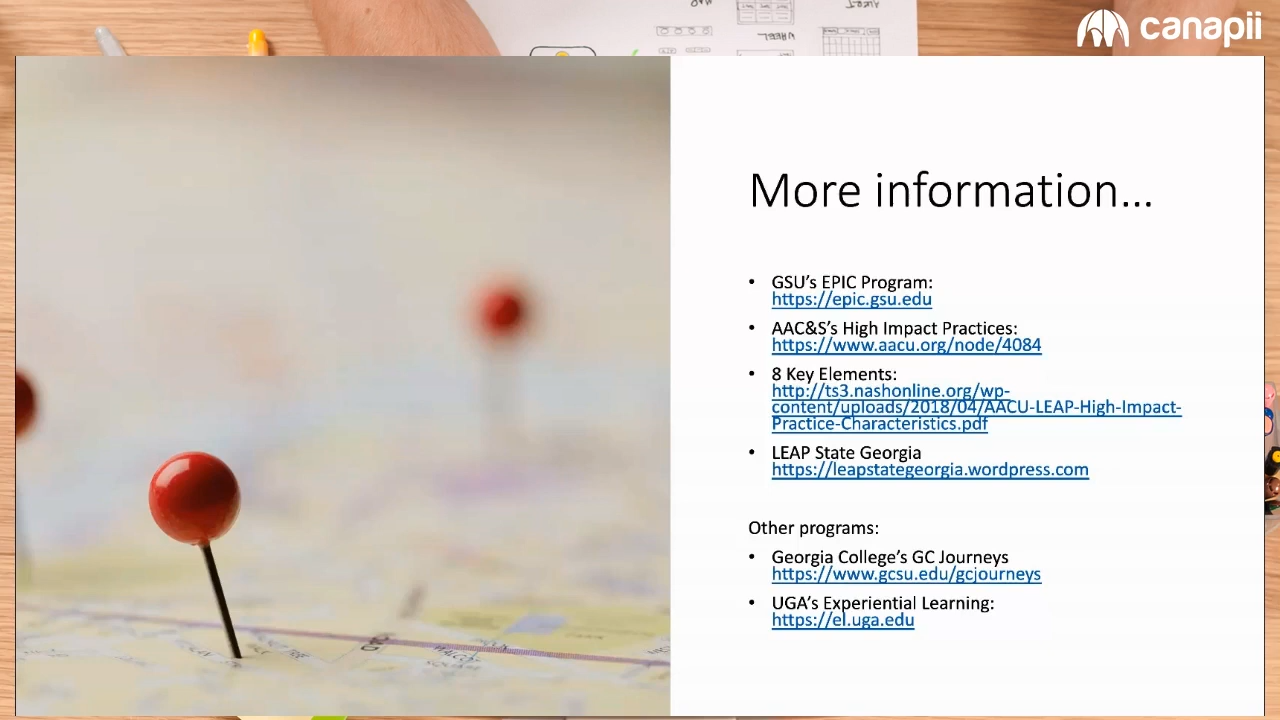 canapii
More information...
• GSU's EPIC Program:
https://epic.gsu.edu
• AAC&S's High Impact Practices:
https://www.aacu.org/node/4084
• 8 Key Elements:
http://ts3.nashonline.org/wp-
content/uploads/2018/04/AACU-LEAP-High-Impact-
Practice-Characteristics.pdf
• LEAP State Georgia
https://leapstategeorgia.wordpress.com
Other programs:
• Georgia College's GC Journeys
https://www.gcsu.edu/gcjourneys
• UGA's Experiential Learning:
https://el.uga.edu